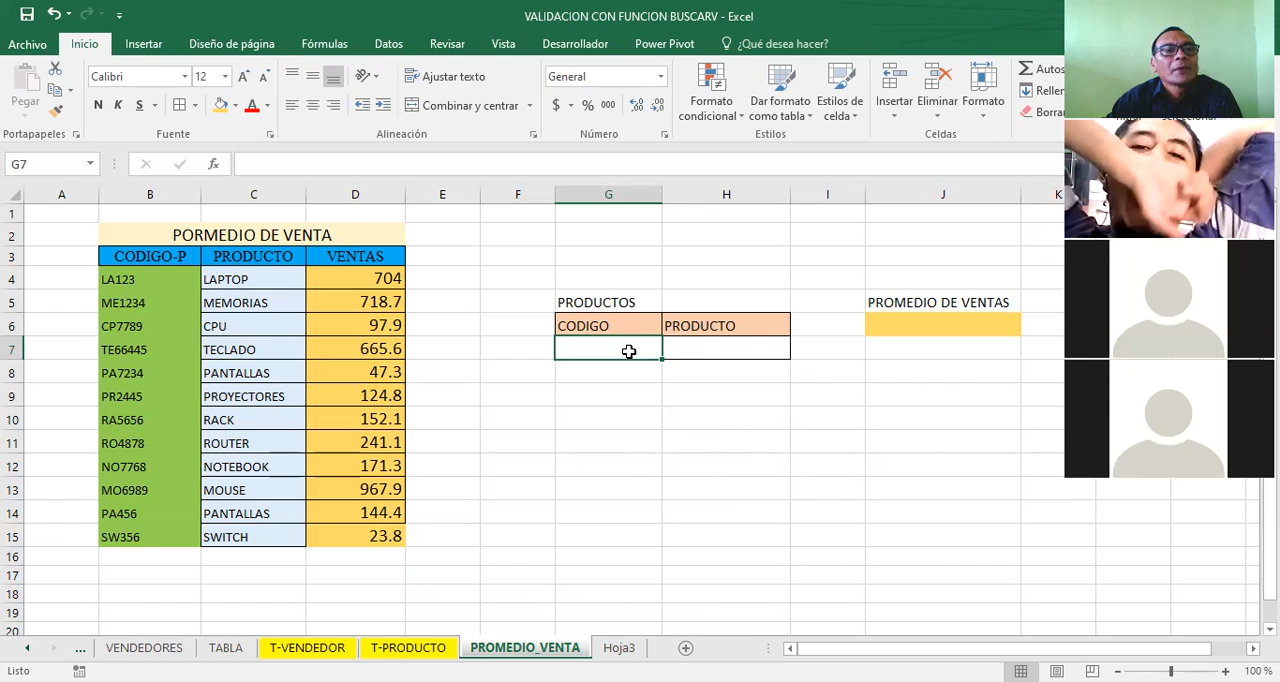 VALIDACION CON FUNCION BUSCARV - Excel
Archivo Inicio Insertar Diseño de página Fórmulas Datos Revisar Vista Desarrollador Power Pivot ¿Qué desea hacer?
Pegar
Calibri 12
N K S
Ajustar texto
Combinar y centrar
General
$ % 000
Formato condicional
Dar formato como tabla
Estilos de celda
Insertar Eliminar Formato
Autos
Rellen
Borra
Portapapeles Fuente Alineación Número Estilos Celdas
G7 fx
A B C D E F G H I J K
1
2 PORMEDIO DE VENTA
3 CODIGO-P PRODUCTO VENTAS
4 LA123 LAPTOP 704
5 ME1234 MEMORIAS 718.7 PRODUCTOS PROMEDIO DE VENTAS
6 CP7789 CPU 97.9 CODIGO PRODUCTO
7 TE66445 TECLADO 665.6
8 PA7234 PANTALLAS 47.3
9 PR2445 PROYECTORES 124.8
10 RA5656 RACK 152.1
11 RO4878 ROUTER 241.1
12 NO7768 NOTEBOOK 171.3
13 MO6989 MOUSE 967.9
14 PA456 PANTALLAS 144.4
15 SW356 SWITCH 23.8
16
17
18
19
20
... VENDEDORES TABLA T-VENDEDOR T-PRODUCTO PROMEDIO_VENTA Hoja3
Listo 100 %